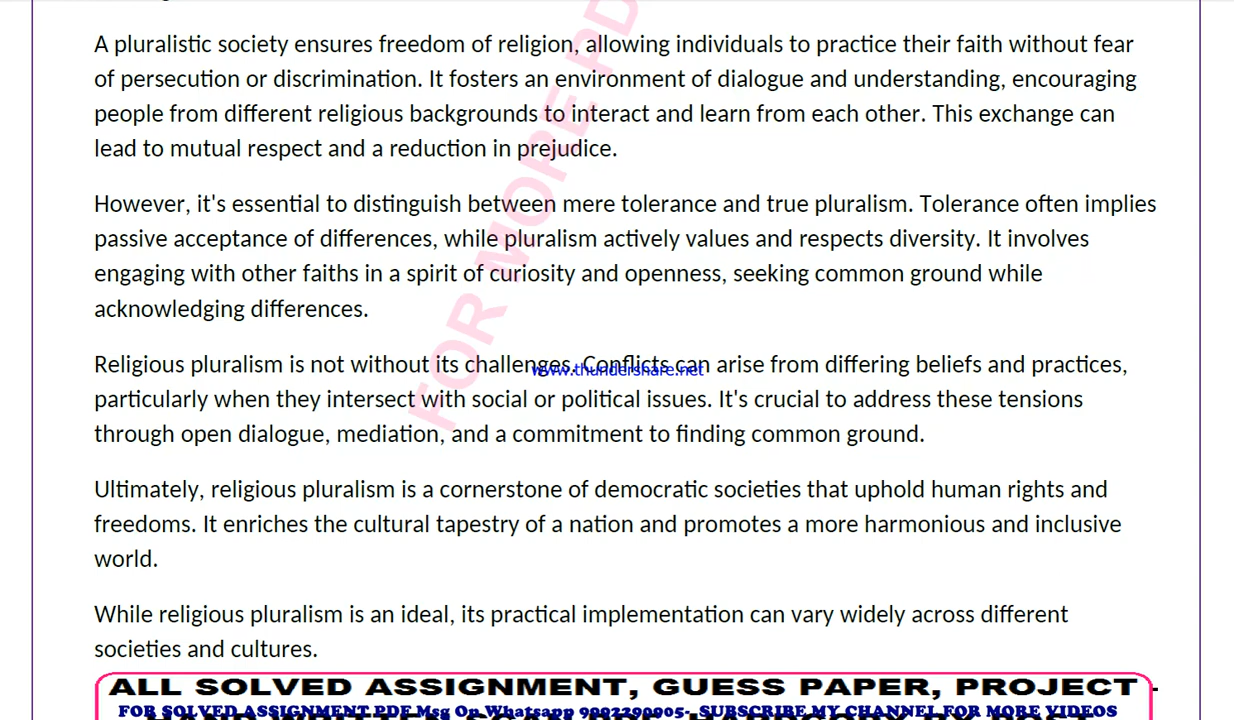 A pluralistic society ensures freedom of religion, allowing individuals to practice their faith without fear
of persecution or discrimination. It fosters an environment of dialogue and understanding, encouraging
people from different religious backgrounds to interact and learn from each other. This exchange can
lead to mutual respect and a reduction in prejudice.
However, it's essential to distinguish between mere tolerance and true pluralism. Tolerance often implies
passive acceptance of differences, while pluralism actively values and respects diversity. It involves
engaging with other faiths in a spirit of curiosity and openness, seeking common ground while
acknowledging differences.
Religious pluralism is not without its challenges. Conflicts can arise from differing beliefs and practices,
www.thundershare.net
particularly when they intersect with social or political issues. It's crucial to address these tensions
through open dialogue, mediation, and a commitment to finding common ground.
Ultimately, religious pluralism is a cornerstone of democratic societies that uphold human rights and
freedoms. It enriches the cultural tapestry of a nation and promotes a more harmonious and inclusive
world.
While religious pluralism is an ideal, its practical implementation can vary widely across different
societies and cultures.
FOR MORE PD
ALL SOLVED ASSIGNMENT, GUESS PAPER, PROJECT -
FOR SOLVED ASSIGNMENT PDF Msg On Whatsapp SUBSCRIBE MY CHANNEL FOR MORE VIDEOS